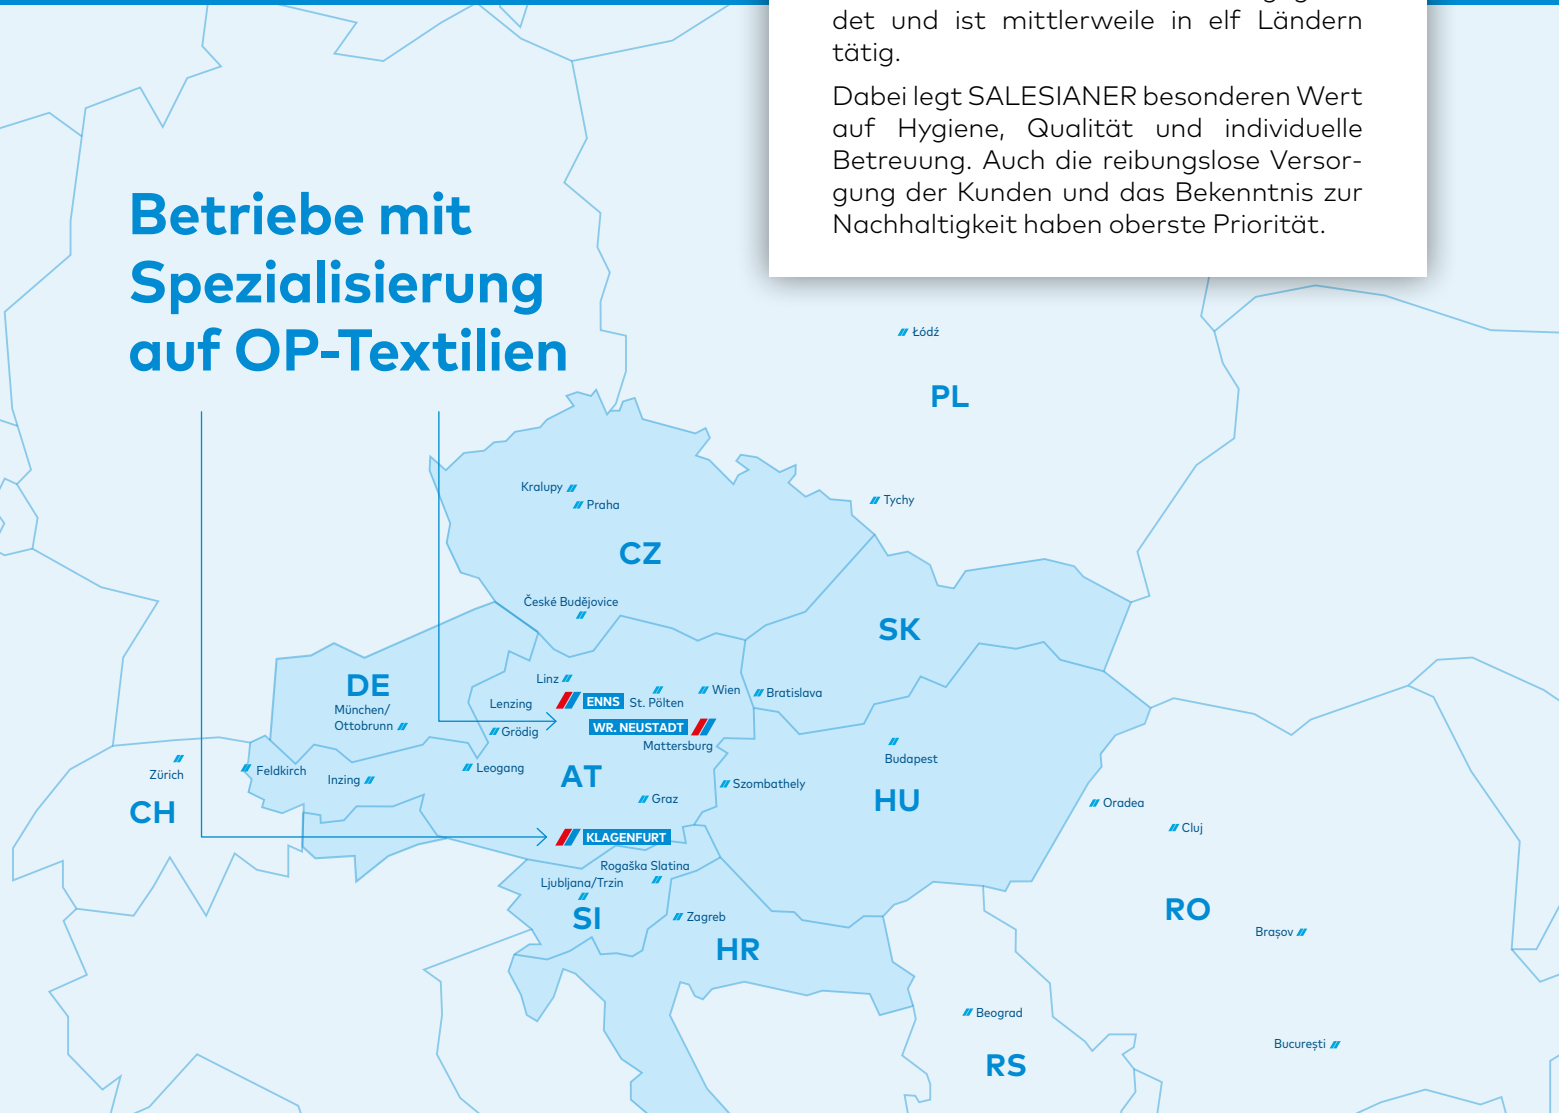 det und ist mittlerweile in elf Ländern
tätig.
Dabei legt SALESIANER besonderen Wert
auf Hygiene, Qualität und individuelle
Betreuung. Auch die reibungslose Versor-
gung der Kunden und das Bekenntnis zur
Nachhaltigkeit haben oberste Priorität.
Betriebe mit
Spezialisierung
auf OP-Textilien
Łódź
PL
Kralupy
Praha
Tychy
CZ
České Budějovice
SK
DE
München/
Ottobrunn
Linz
Lenzing
ENNS
St. Pölten
Wien
Bratislava
WR. NEUSTADT
Grödig
Mattersburg
Budapest
Zürich
Feldkirch
Inzing
Leogang
AT
Szombathely
CH
Graz
HU
Oradea
Cluj
KLAGENFURT
Rogaška Slatina
Ljubljana/Trzin
SI
Zagreb
HR
RO
Brașov
Beograd
RS
București